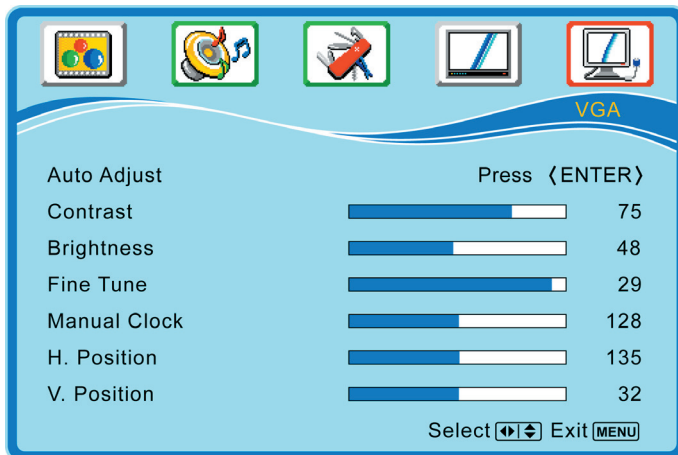 VGA
Auto Adjust Press 〈ENTER〉
Contrast 75
Brightness 48
Fine Tune 29
Manual Clock 128
H. Position 135
V. Position 32
Select Exit MENU